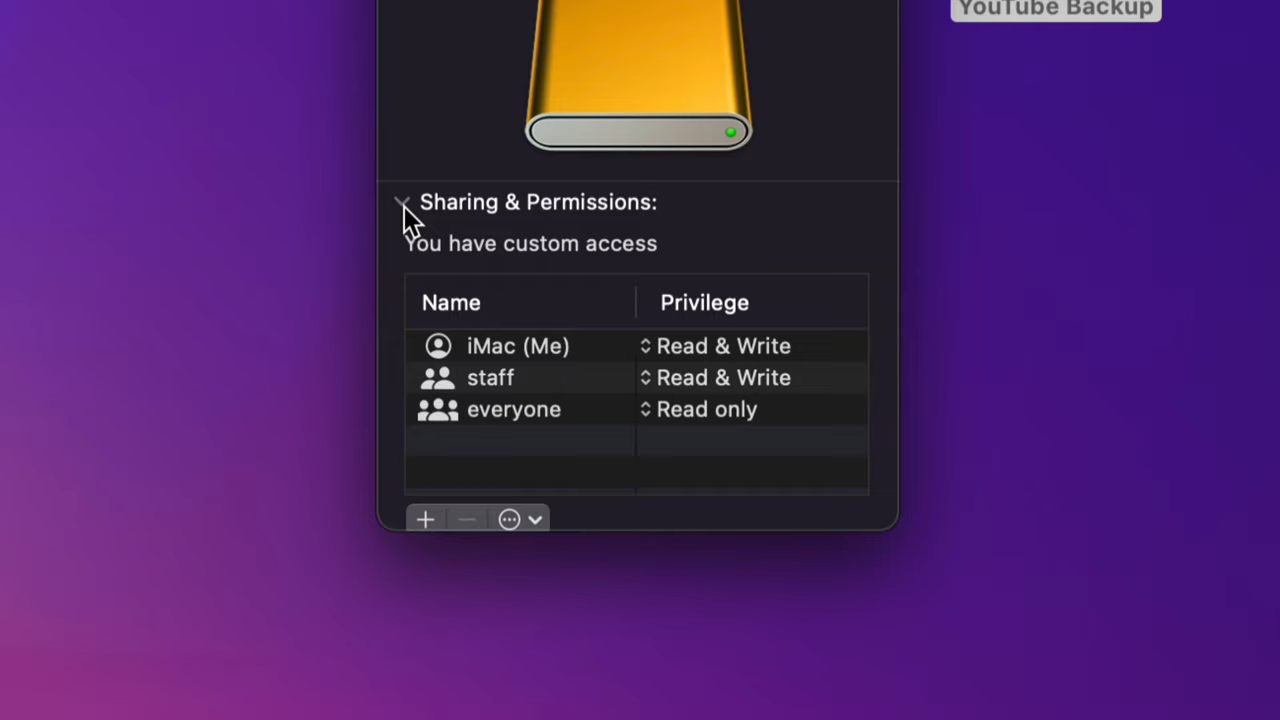 YouTube Backup
Sharing & Permissions:
You have custom access
Name Privilege
iMac (Me) Read & Write
staff Read & Write
everyone Read only